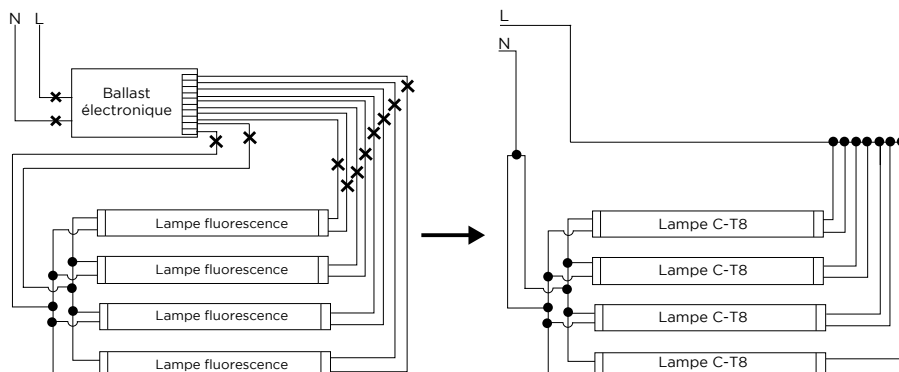 N L
Ballast
électronique
Lampe fluorescence
Lampe fluorescence
Lampe fluorescence
Lampe fluorescence
L
N
Lampe C-T8
Lampe C-T8
Lampe C-T8
Lampe C-T8